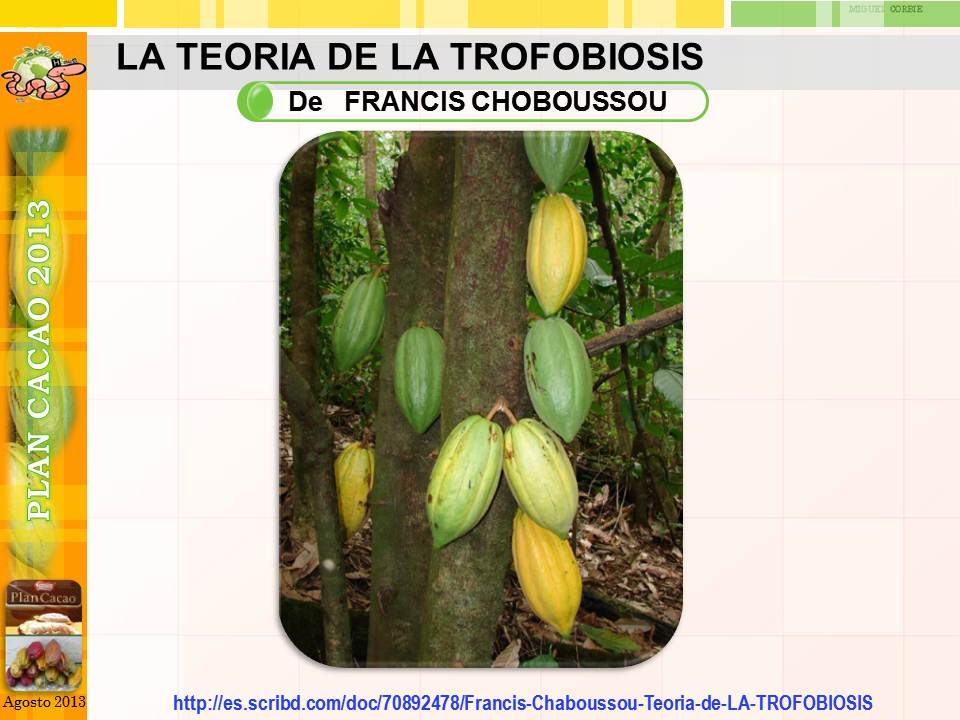 MIGUEL CORBIE
LA TEORIA DE LA TROFOBIOSIS
De FRANCIS CHOBOUSSOU
PLAN CACAO 2013
PlanCacao
Agosto 2013
http://es.scribd.com/doc/70892478/Francis-Chaboussou-Teoria-de-LA-TROFOBIOSIS